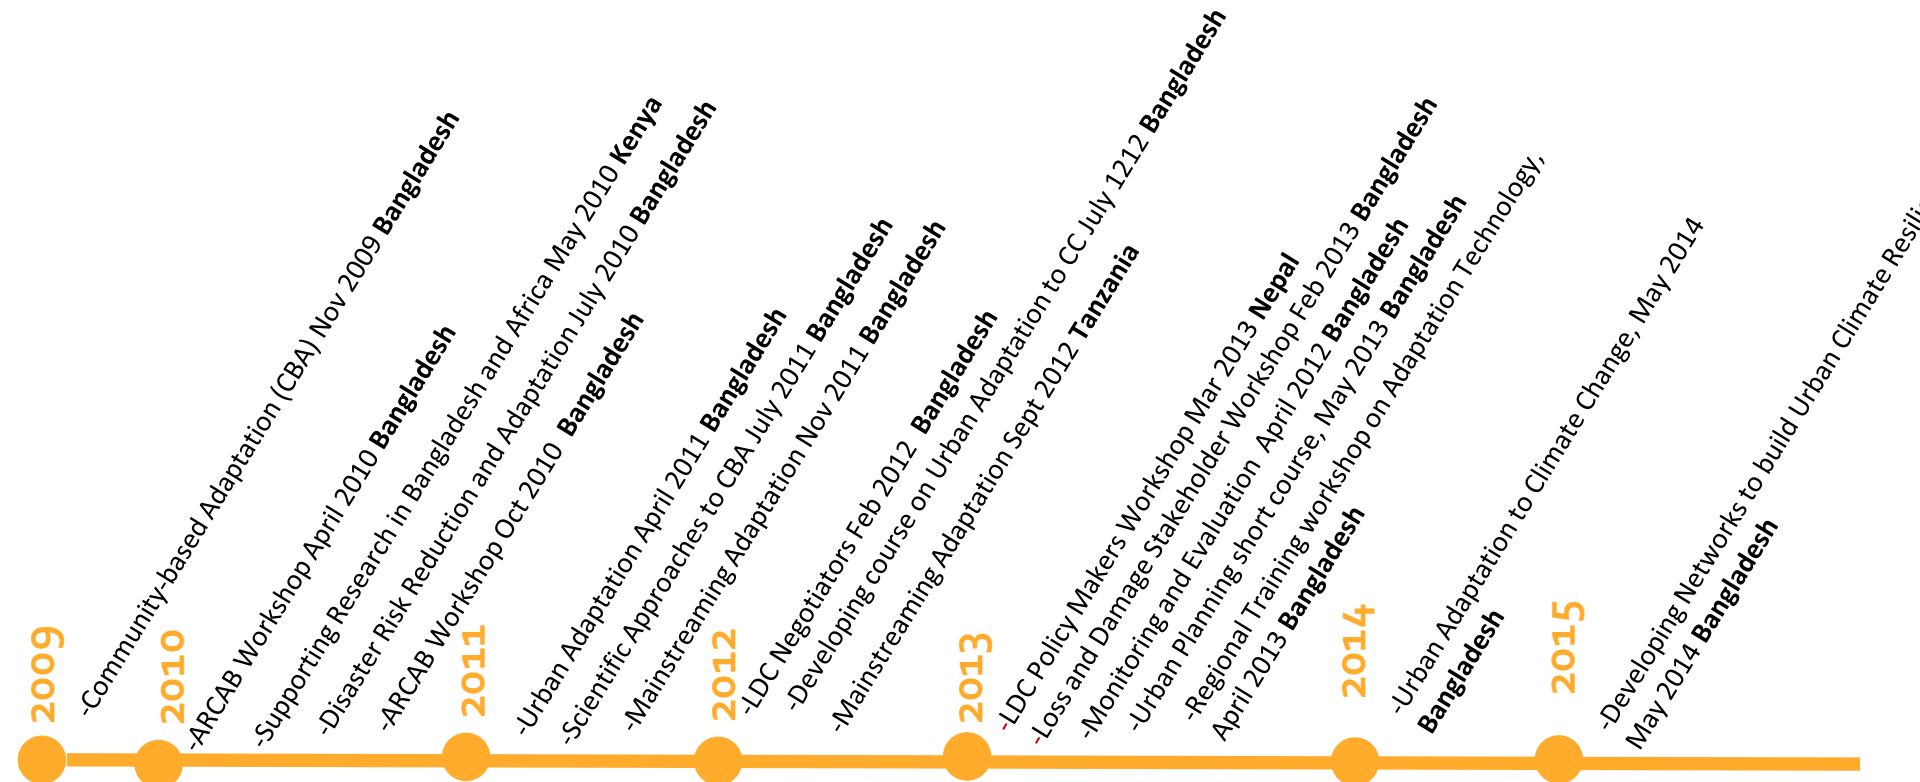 2009
-Community-based Adaptation (CBA) Nov 2009 Bangladesh
2010
-ARCAB Workshop April 2010 Bangladesh
-Supporting Research in Bangladesh and Africa May 2010 Kenya
-Disaster Risk Reduction and Adaptation July 2010 Bangladesh
-ARCAB Workshop Oct 2010 Bangladesh
2011
-Urban Adaptation April 2011 Bangladesh
-Scientific Approaches to CBA July 2011 Bangladesh
-Mainstreaming Adaptation Nov 2011 Bangladesh
2012
-LDC Negotiators Feb 2012 Bangladesh
-Developing course on Urban Adaptation to CC July 1212 Bangladesh
-Mainstreaming Adaptation Sept 2012 Tanzania
2013
-LDC Policy Makers Workshop Mar 2013 Nepal
-Loss and Damage Stakeholder Workshop Feb 2013 Bangladesh
-Monitoring and Evaluation April 2012 Bangladesh
-Urban Planning short course, May 2013 Bangladesh
-Regional Training workshop on Adaptation Technology,
April 2013 Bangladesh
2014
-Urban Adaptation to Climate Change, May 2014
Bangladesh
2015
-Developing Networks to build Urban Climate
May 2014 Bangladesh